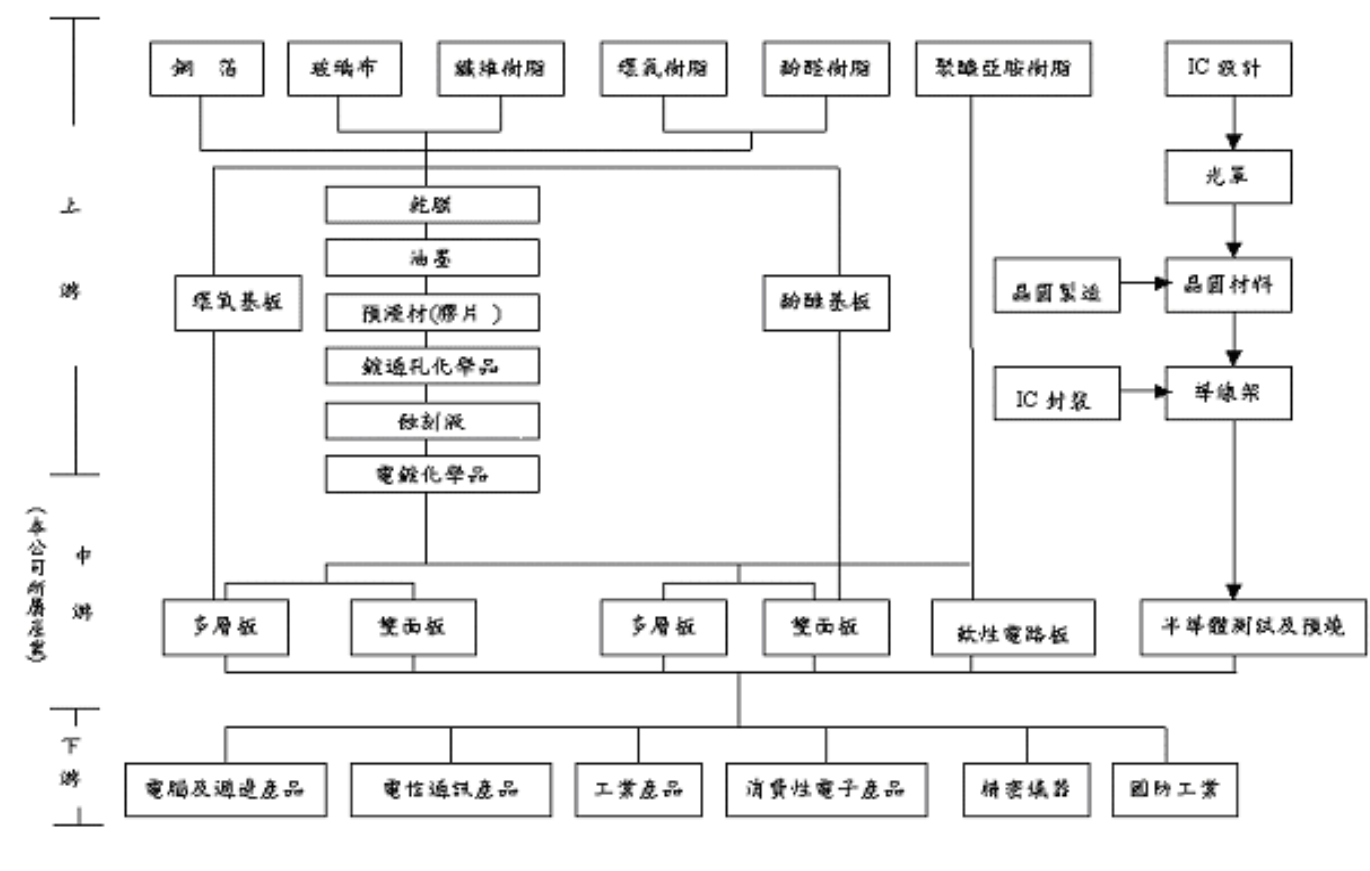 銅 箔
玻璃布
纖維樹脂
環氧樹脂
酚醛樹脂
聚醯亞胺樹脂
IC 設計
光罩
上
游
乾膜
油墨
預浸材(膠片 )
鍍通孔化學品
蝕刻液
電鍍化學品
環氧基板
酚醛基板
晶圓製造
晶圓材料
IC 封裝
導線架
中
游
(本公司所屬產業)
多層板
雙面板
多層板
雙面板
軟性電路板
半導體測試及預燒
下
游
電腦及週邊產品
電信通訊產品
工業產品
消費性電子產品
精密儀器
國防工業